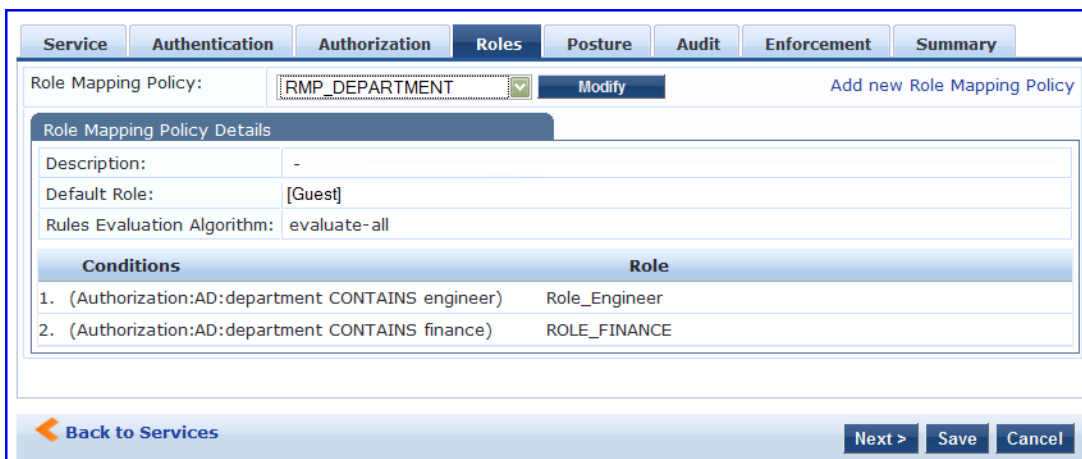 Service Authentication Authorization Roles Posture Audit Enforcement Summary
Role Mapping Policy: RMP_DEPARTMENT Modify Add new Role Mapping Policy
Role Mapping Policy Details
Description: -
Default Role: [Guest]
Rules Evaluation Algorithm: evaluate-all
Conditions Role
1. (Authorization:AD:department CONTAINS engineer) Role_Engineer
2. (Authorization:AD:department CONTAINS finance) ROLE_FINANCE
Back to Services Next > Save Cancel